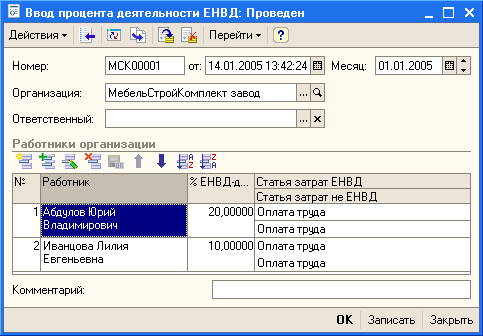 Ввод процента деятельности ЕНВД: Проведен
Действия Перейти ?
Номер: МСК00001 от: 14.01.2005 13:42:24 Месяц: 01.01.2005
Организация: МебельСтройКомплект завод ...
Ответственный: ...
Работники организации
№ Работник % ЕНВД-д... Статья затрат ЕНВД
Статья затрат не ЕНВД
1 Абдулов Юрий 20,00000 Оплата труда
Владимирович Оплата труда
2 Иванцова Лилия 10,00000 Оплата труда
Евгеньевна Оплата труда
Комментарий:
OK Записать Закрыть